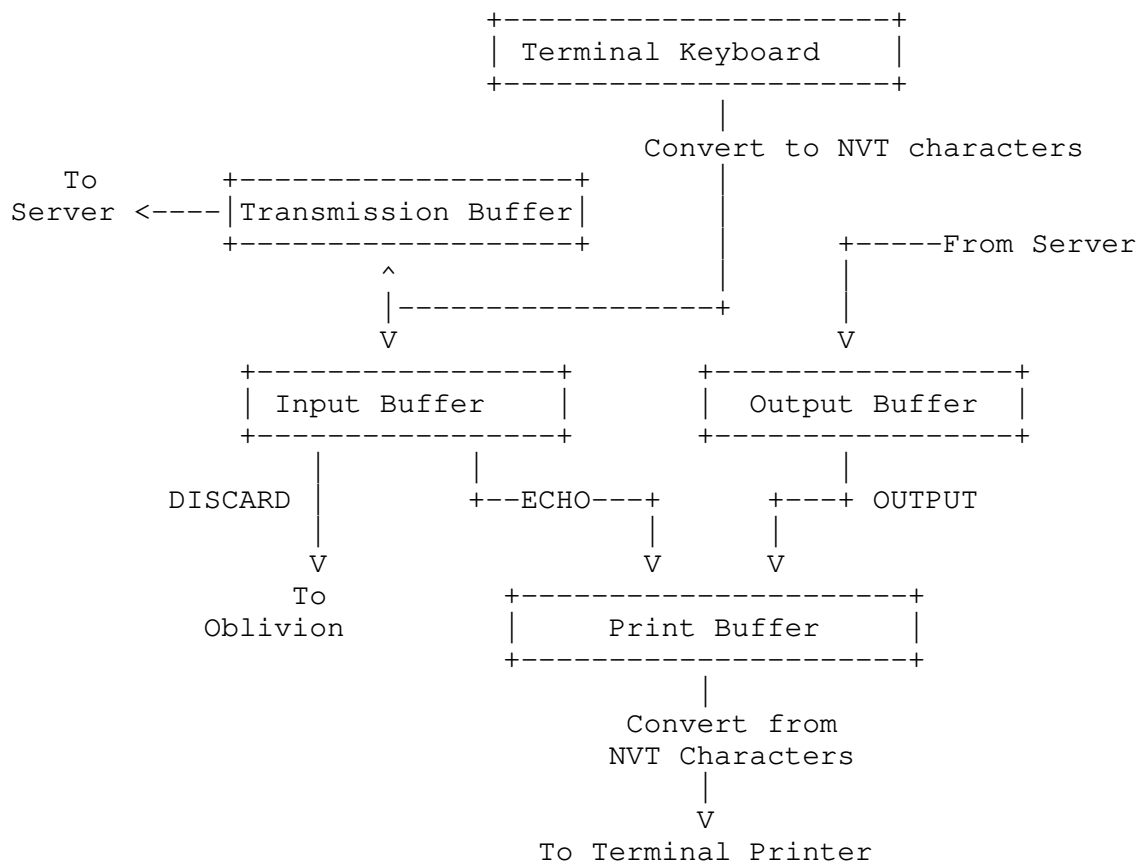 Terminal Keyboard
Convert to NVT characters
To
Server <----|Transmission Buffer|
+-----From Server
Input Buffer
Output Buffer
DISCARD
+--ECHO---+
+---+ OUTPUT
V
V
V
V
V
To
Oblivion
Print Buffer
Convert from
NVT Characters
V
To Terminal Printer